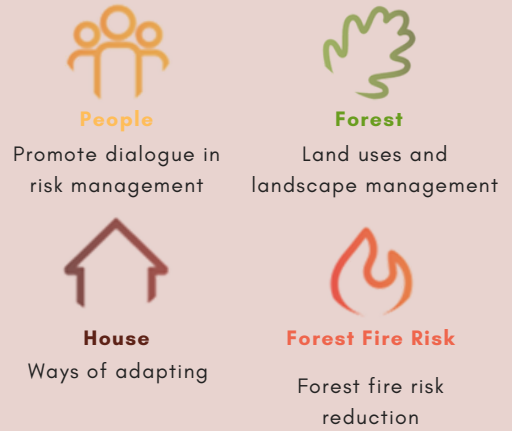 People
Promote dialogue in
risk management
Forest
Land uses and
landscape management
House
Ways of adapting
Forest Fire Risk
Forest fire risk
reduction